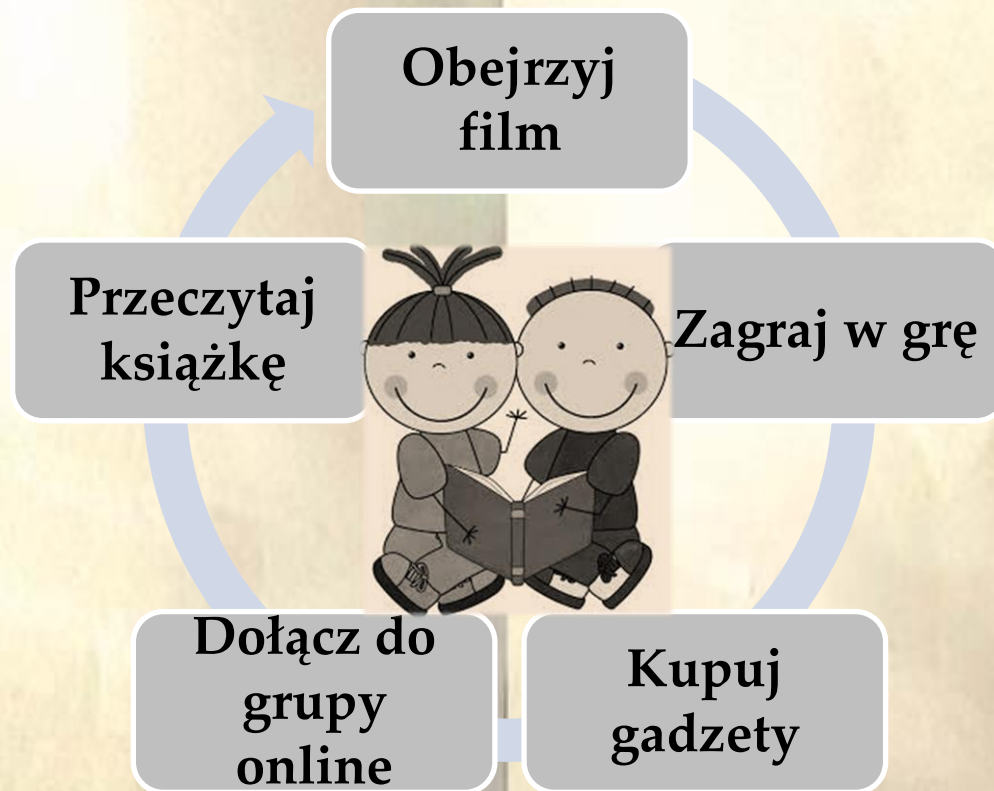 Obejrzyj
film
Zagraj w grę
Kupuj
gadzety
Dołącz do
grupy
online
Przeczytaj
książkę